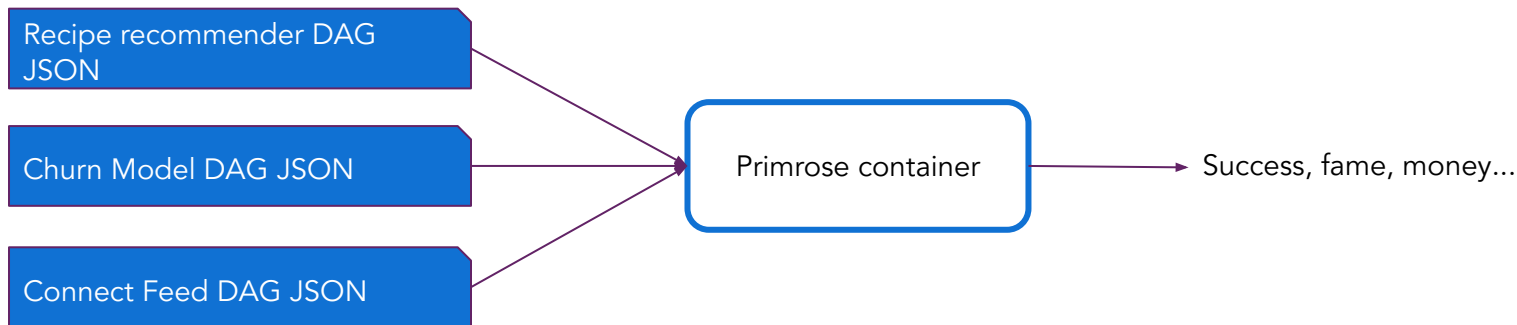 Recipe recommender DAG
JSON
Churn Model DAG JSON
Connect Feed DAG JSON
Primrose container
Success, fame, money...